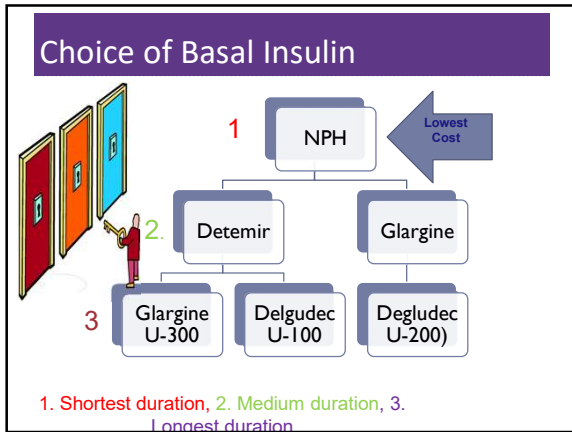 Choice of Basal Insulin
1
NPH
Lowest
Cost
2.
Detemir
Glargine
3
Glargine
U-300
Delgudec
U-100
Degludec
U-200)
1. Shortest duration, 2. Medium duration, 3.
Longest duration